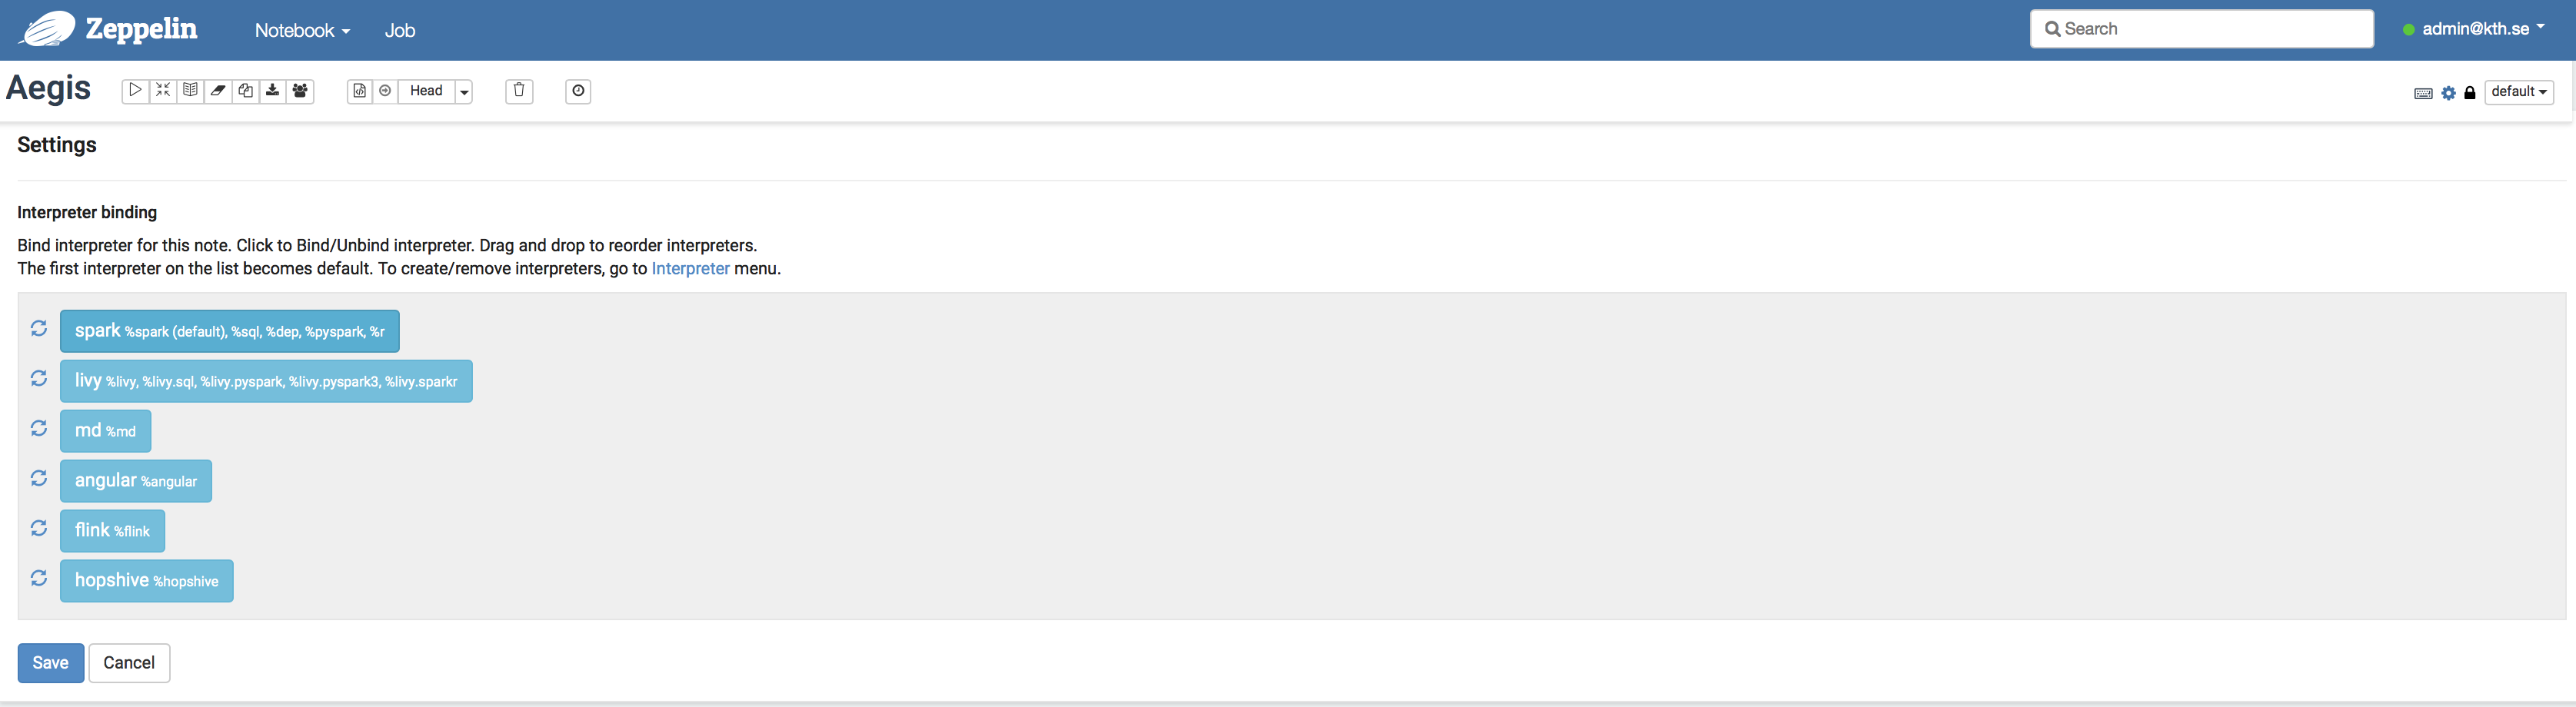 Zeppelin Notebook Job Search admin@kth.se
Aegis Head default
Settings
Interpreter binding
Bind interpreter for this note. Click to Bind/Unbind interpreter. Drag and drop to reorder interpreters.
The first interpreter on the list becomes default. To create/remove interpreters, go to Interpreter menu.
spark %spark (default), %sql, %dep, %pyspark, %r
livy %livy, %livy.sql, %livy.pyspark, %livy.pyspark3, %livy.sparkr
md %md
angular %angular
flink %flink
hopshive %hopshive
Save Cancel